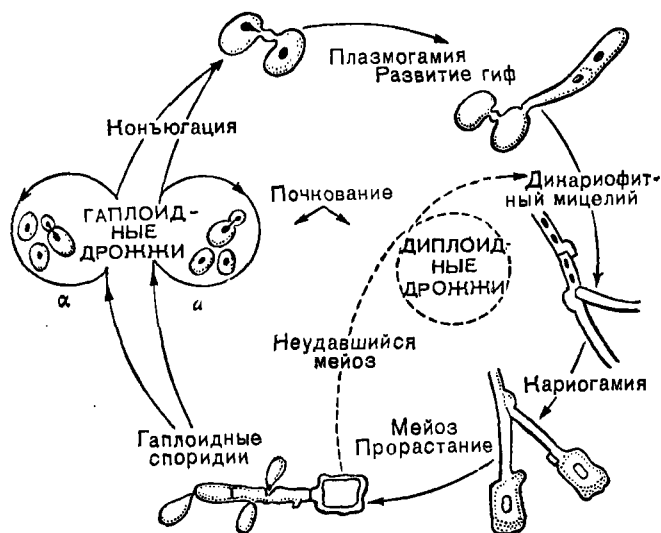 Плазмогамия
Развитие гиф
Конъюгация
Почкование
Дикариофит-
ный мицелий
ГАПЛОИД-
НЫЕ
ДРОЖЖИ
α
a
ДИПЛОИД-
НЫЕ
ДРОЖЖИ
Неудавшийся
мейоз
Кариогамия
Мейоз
Прорастание
Гаплоидные
споридии